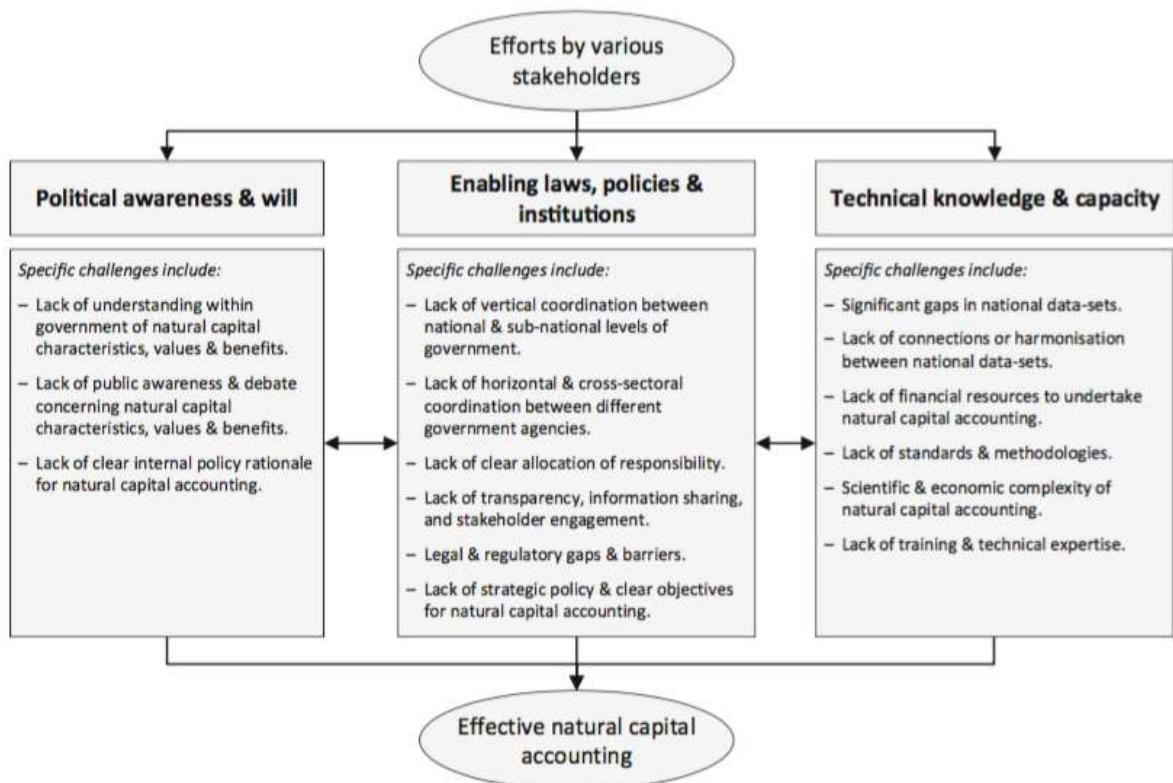 Efforts by various
stakeholders
Political awareness & will
Specific challenges include:
– Lack of understanding within
government of natural capital
characteristics, values & benefits.
– Lack of public awareness & debate
concerning natural capital
characteristics, values & benefits.
– Lack of clear internal policy rationale
for natural capital accounting.
Enabling laws, policies &
institutions
Specific challenges include:
– Lack of vertical coordination between
national & sub-national levels of
government.
– Lack of horizontal & cross-sectoral
coordination between different
government agencies.
– Lack of clear allocation of responsibility.
– Lack of transparency, information sharing,
and stakeholder engagement.
– Legal & regulatory gaps & barriers.
– Lack of strategic policy & clear objectives
for natural capital accounting.
Technical knowledge & capacity
Specific challenges include:
– Significant gaps in national data-sets.
– Lack of connections or harmonisation
between national data-sets.
– Lack of financial resources to undertake
natural capital accounting.
– Lack of standards & methodologies.
– Scientific & economic complexity of
natural capital accounting.
– Lack of training & technical expertise.
Effective natural capital
accounting